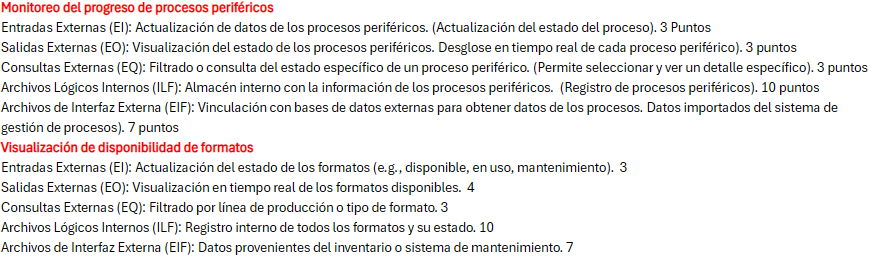 Monitoreo del progreso de procesos periféricos
Entradas Externas (EI): Actualización de datos de los procesos periféricos. (Actualización del estado del proceso). 3 Puntos
Salidas Externas (EO): Visualización del estado de los procesos periféricos. Desglose en tiempo real de cada proceso periférico). 3 puntos
Consultas Externas (EQ): Filtrado o consulta del estado específico de un proceso periférico. (Permite seleccionar y ver un detalle específico). 3 puntos
Archivos Lógicos Internos (ILF): Almacén interno con la información de los procesos periféricos.  (Registro de procesos periféricos). 10 puntos
Archivos de Interfaz Externa (EIF): Vinculación con bases de datos externas para obtener datos de los procesos. Datos importados del sistema de
gestión de procesos). 7 puntos
Visualización de disponibilidad de formatos
Entradas Externas (EI): Actualización del estado de los formatos (e.g., disponible, en uso, mantenimiento).  3
Salidas Externas (EO): Visualización en tiempo real de los formatos disponibles.  4
Consultas Externas (EQ): Filtrado por línea de producción o tipo de formato. 3
Archivos Lógicos Internos (ILF): Registro interno de todos los formatos y su estado. 10
Archivos de Interfaz Externa (EIF): Datos provenientes del inventario o sistema de mantenimiento. 7